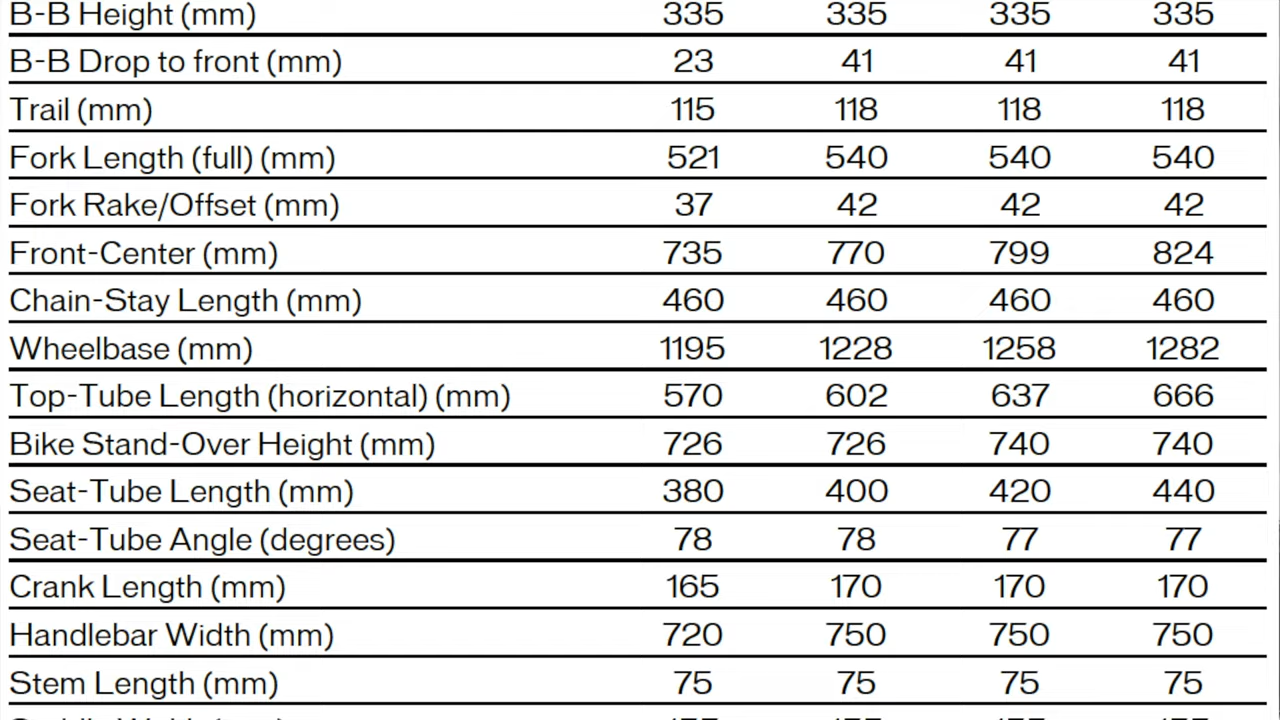 B-B Height (mm) 335 335 335 335
B-B Drop to front (mm) 23 41 41 41
Trail (mm) 115 118 118 118
Fork Length (full) (mm) 521 540 540 540
Fork Rake/Offset (mm) 37 42 42 42
Front-Center (mm) 735 770 799 824
Chain-Stay Length (mm) 460 460 460 460
Wheelbase (mm) 1195 1228 1258 1282
Top-Tube Length (horizontal) (mm) 570 602 637 666
Bike Stand-Over Height (mm) 726 726 740 740
Seat-Tube Length (mm) 380 400 420 440
Seat-Tube Angle (degrees) 78 78 77 77
Crank Length (mm) 165 170 170 170
Handlebar Width (mm) 720 750 750 750
Stem Length (mm) 75 75 75 75